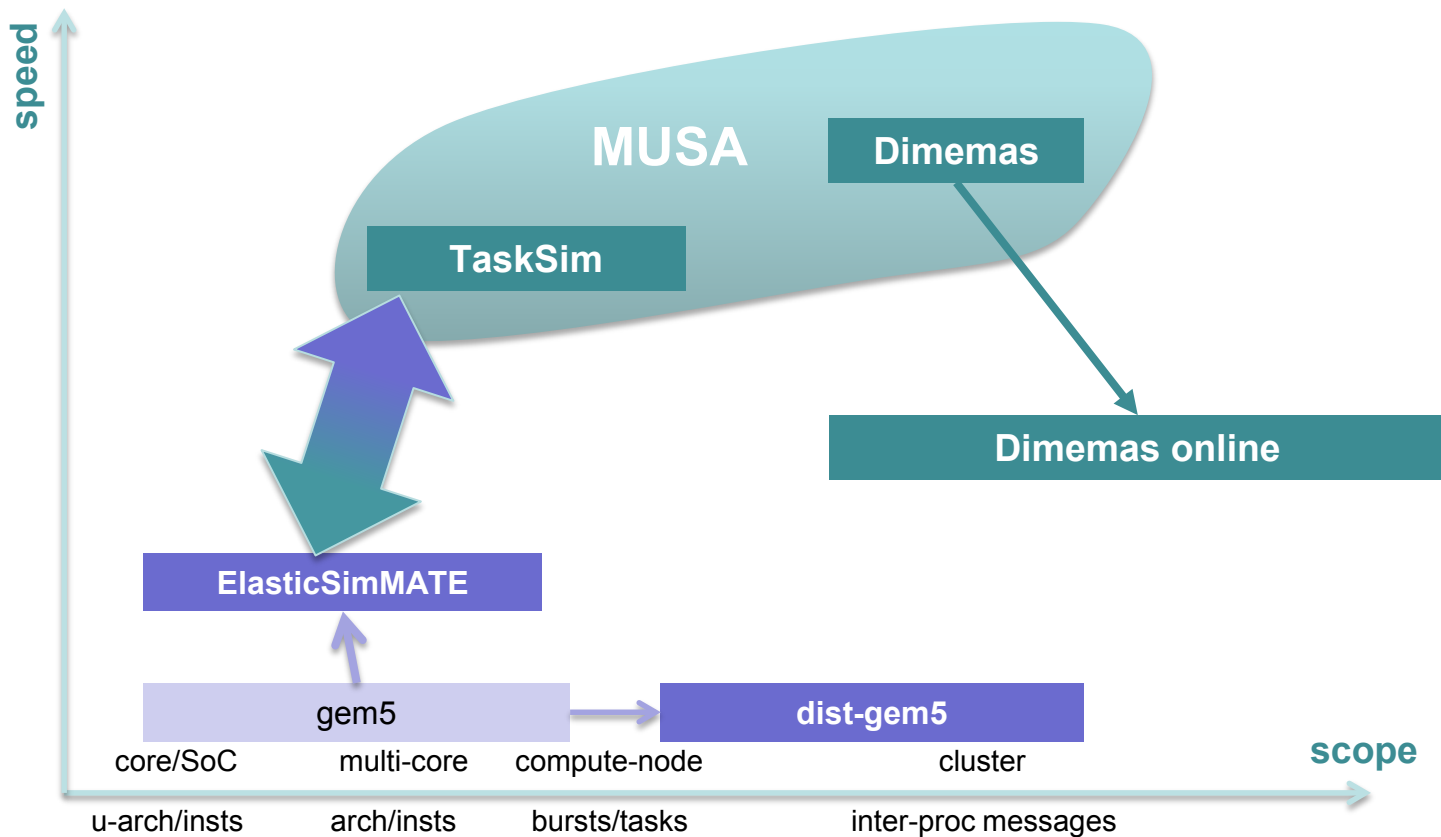 speed
MUSA
Dimemas
TaskSim
Dimemas online
ElasticSimMATE
gem5
dist-gem5
core/SoC multi-core compute-node cluster
scope
u-arch/insts arch/insts bursts/tasks inter-proc messages